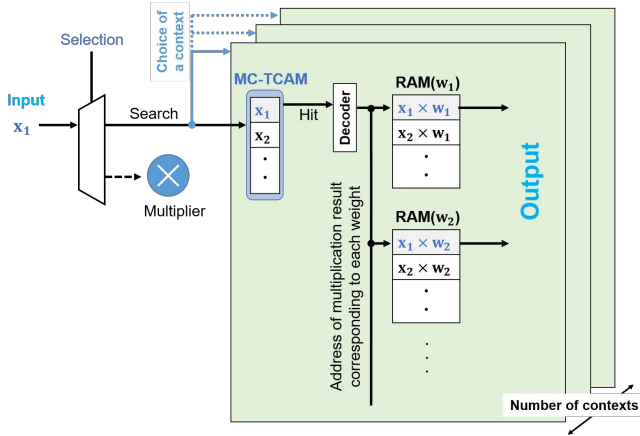 Selection
Choice of
a context
Input
x₁
Search
Multiplier
MC-TCAM
x₁
x₂
Hit
Decoder
RAM(w₁)
x₁ × w₁
x₂ × w₁
RAM(w₂)
x₁ × w₂
x₂ × w₂
Address of multiplication result
corresponding to each weight
Output
Number of contexts